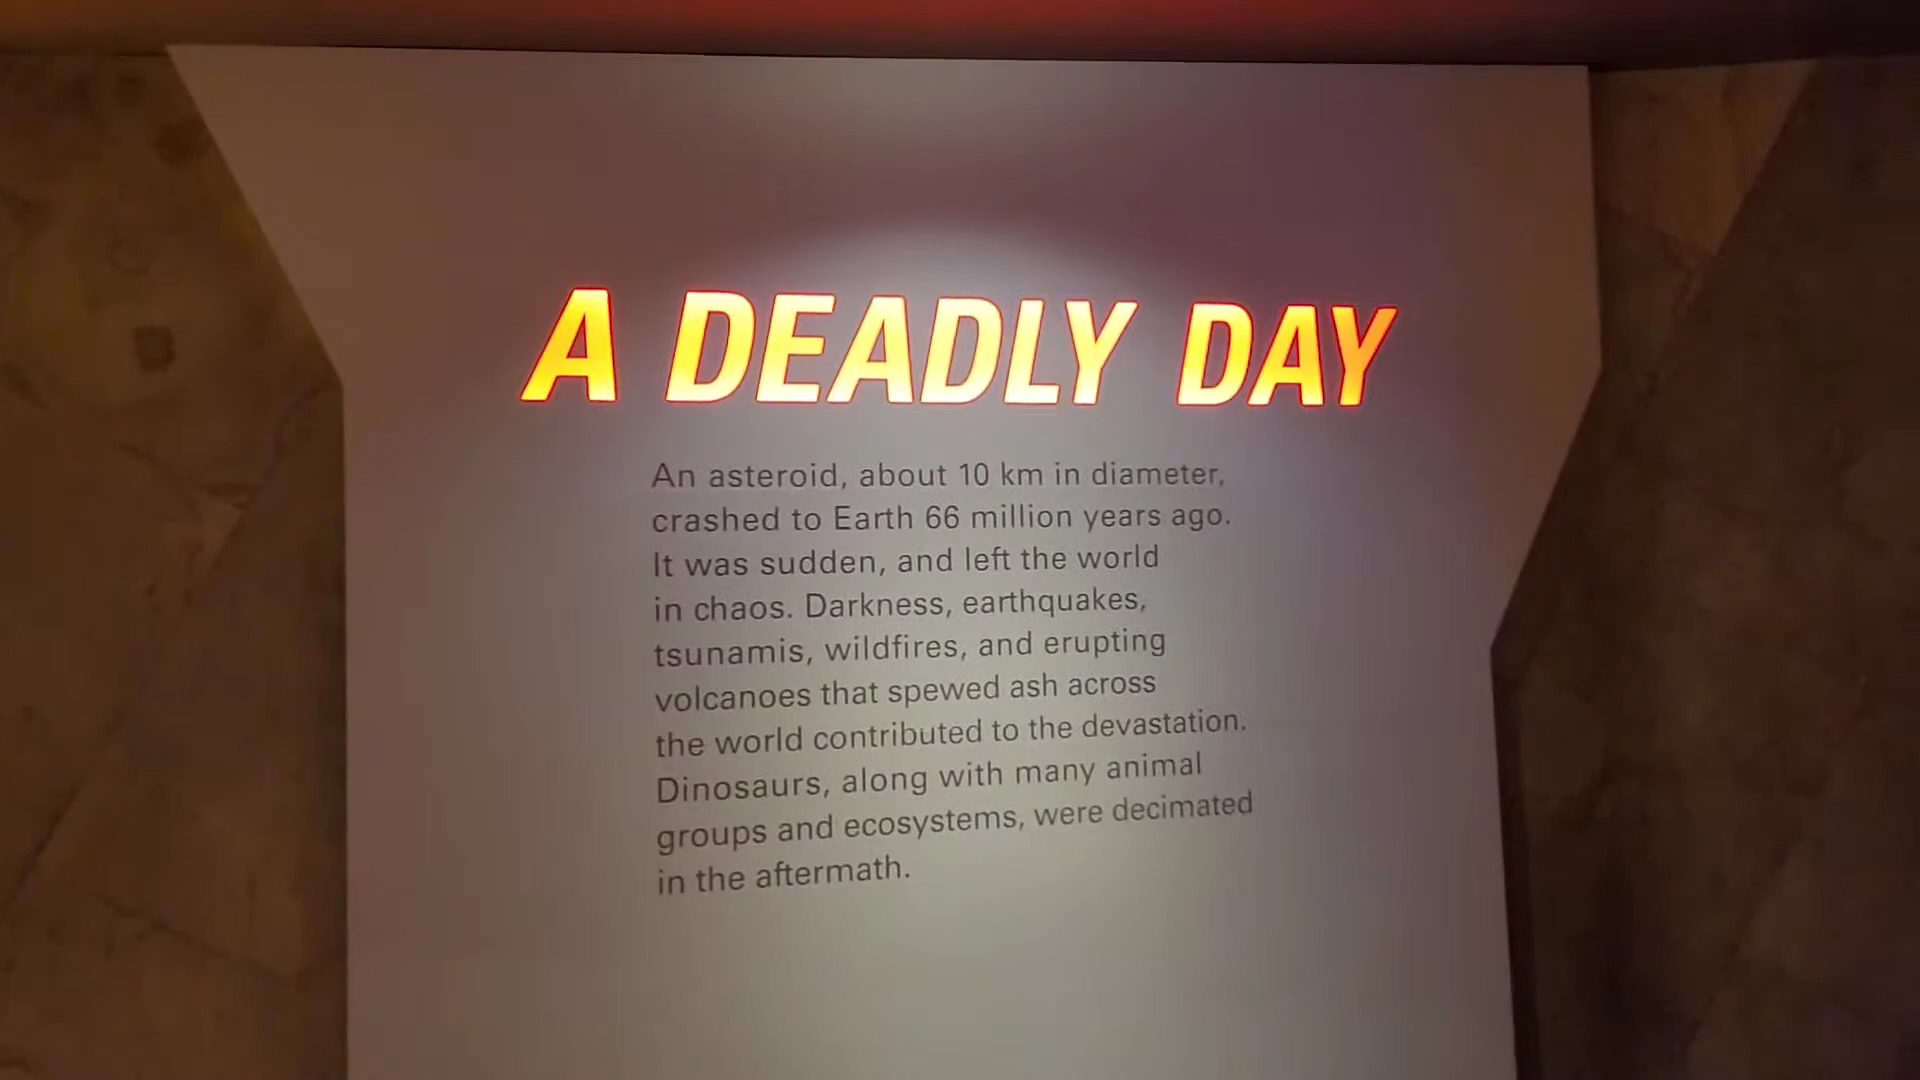 A DEADLY DAY
An asteroid, about 10 km in diameter,
crashed to Earth 66 million years ago.
It was sudden, and left the world
in chaos. Darkness, earthquakes,
tsunamis, wildfires, and erupting
volcanoes that spewed ash across
the world contributed to the devastation.
Dinosaurs, along with many animal
groups and ecosystems, were decimated
in the aftermath.